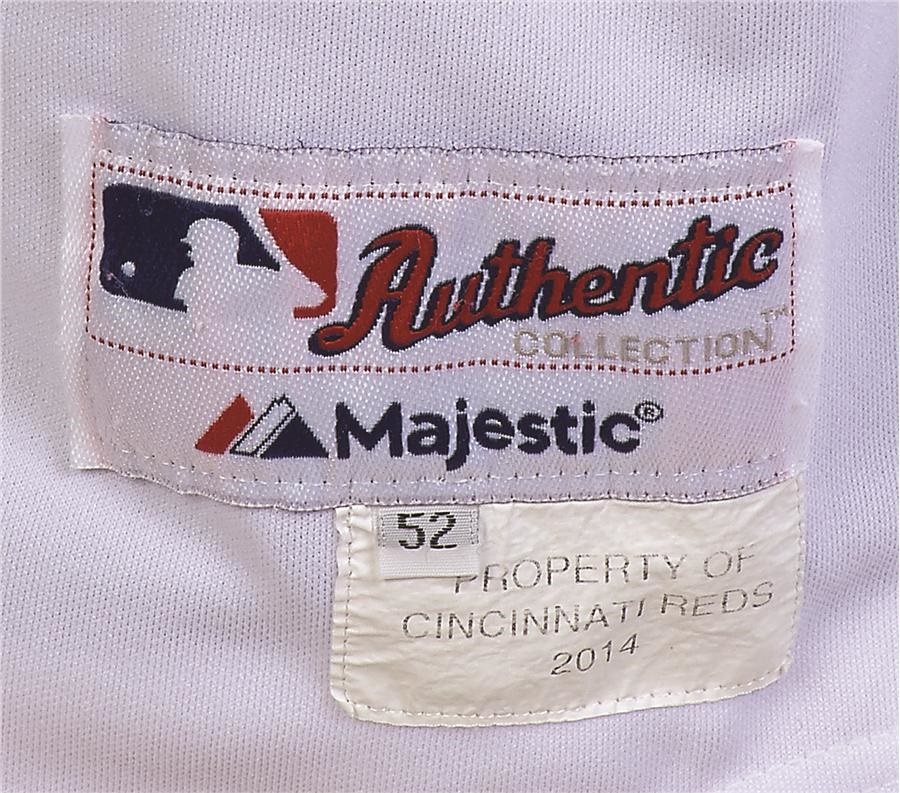 Authentic
COLLECTION™
Majestic®
52
PROPERTY OF
CINCINNATI REDS
2014